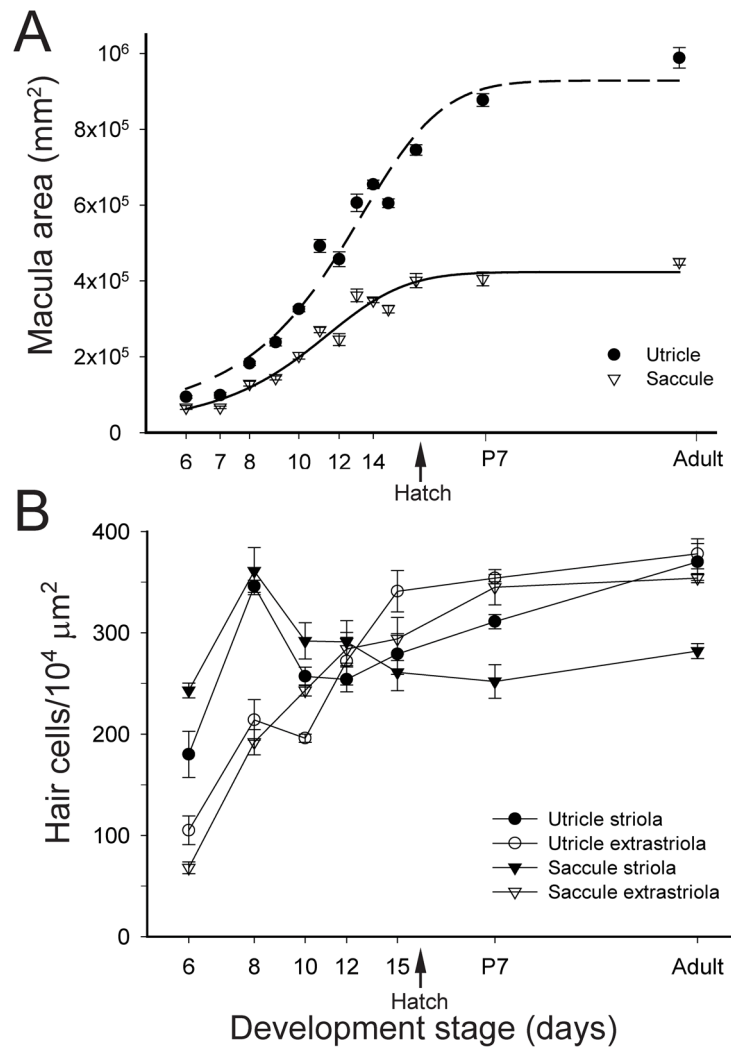 A
Macula area (mm²)
10⁶
8x10⁵
6x10⁵
4x10⁵
2x10⁵
0
Utricle
Saccule
6 7 8 10 12 14 P7 Adult
Hatch
B
Hair cells/10⁴ µm²
400
300
200
100
0
Utricle striola
Utricle extrastriola
Saccule striola
Saccule extrastriola
6 8 10 12 15 P7 Adult
Hatch
Development stage (days)